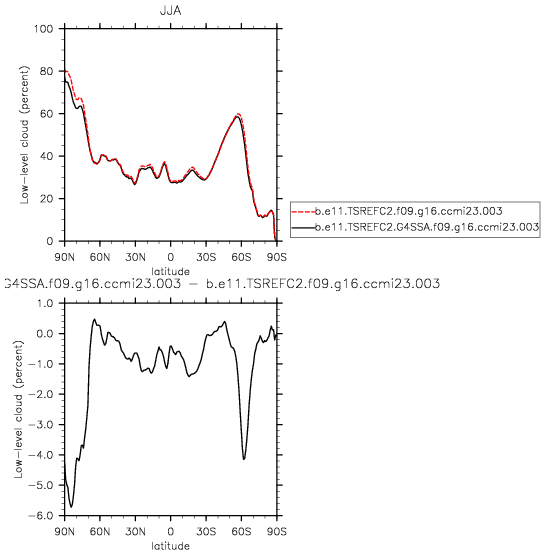 JJA
100
80
60
40
20
0
Low-level cloud (percent)
90N 60N 30N 0 30S 60S 90S
latitude
b.e11.TSREFC2.f09.g16.ccmi23.003
b.e11.TSREFC2.G4SSA.f09.g16.ccmi23.003
G4SSA.f09.g16.ccmi23.003 - b.e11.TSREFC2.f09.g16.ccmi23.003
1.0
0.0
-1.0
-2.0
-3.0
-4.0
-5.0
-6.0
Low-level cloud (percent)
90N 60N 30N 0 30S 60S 90S
latitude